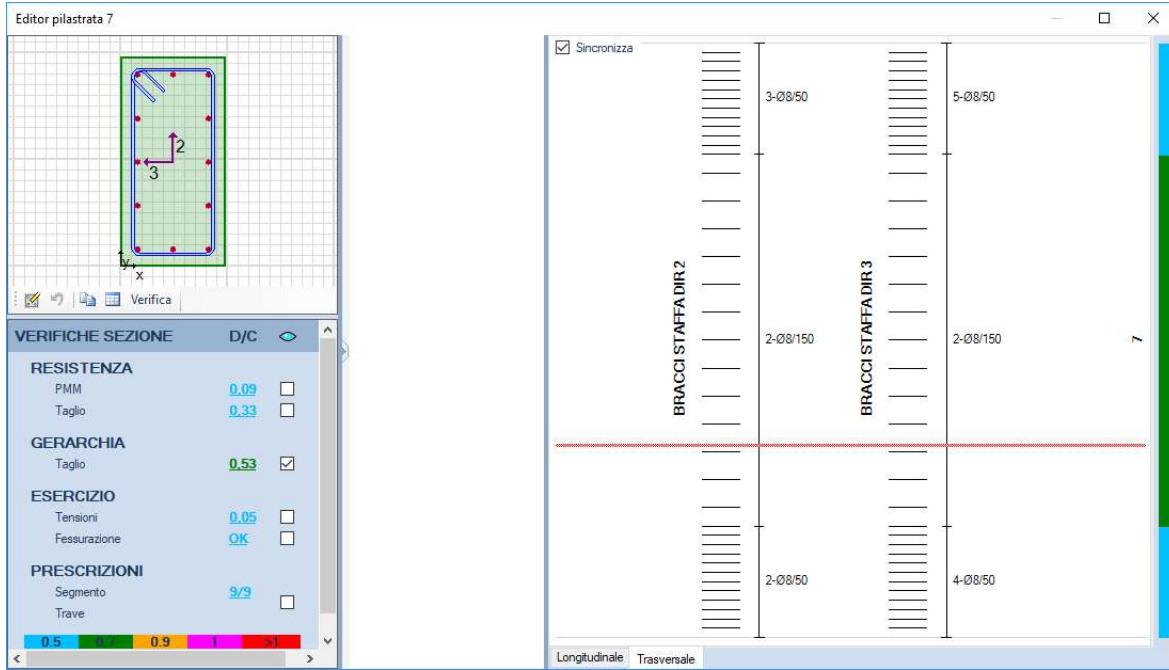 Editor pilastrata 7
2
3
y
x
Verifica
VERIFICHE SEZIONE D/C
RESISTENZA
PMM 0,09
Taglio 0,33
GERARCHIA
Taglio 0,53
ESERCIZIO
Tensioni 0,05
Fessurazione OK
PRESCRIZIONI
Segmento 9/9
Trave
0.5 0.7 0.9 1 >1
Sincronizza
BRACCI STAFFA DIR 2
3-Ø8/50
2-Ø8/150
2-Ø8/50
BRACCI STAFFA DIR 3
5-Ø8/50
2-Ø8/150
4-Ø8/50
7
Longitudinale Trasversale